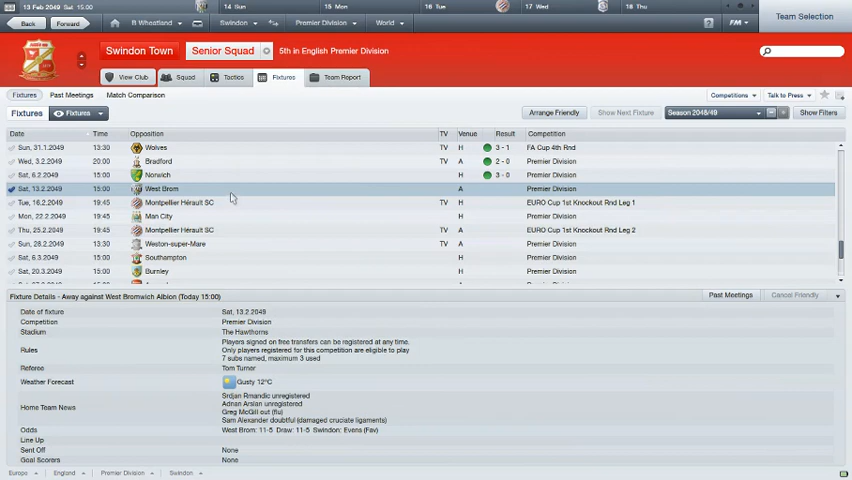 13 Feb 2049 Sat 15:00 14 Sun 15 Mon 16 Tue 17 Wed 18 Thu
Back Forward B Wheatland Swindon Premier Division World ? FM Team Selection
Swindon Town Senior Squad 5th in English Premier Division
View Club Squad Tactics Fixtures Team Report
Fixtures Past Meetings Match Comparison Competitions Talk to Press
Fixtures Fixtures Arrange Friendly Show Next Fixture Season 2048/49 Show Filters
Date Time Opposition TV Venue Result Competition
Sun, 31.1.2049 13:30 Wolves TV H 3 - 1 FA Cup 4th Rnd
Wed, 3.2.2049 20:00 Bradford TV A 2 - 0 Premier Division
Sat, 6.2.2049 15:00 Norwich H 3 - 0 Premier Division
Sat, 13.2.2049 15:00 West Brom A Premier Division
Tue, 16.2.2049 19:45 Montpellier Hérault SC TV H EURO Cup 1st Knockout Rnd Leg 1
Mon, 22.2.2049 19:45 Man City H Premier Division
Thu, 25.2.2049 19:45 Montpellier Hérault SC TV A EURO Cup 1st Knockout Rnd Leg 2
Sun, 28.2.2049 13:30 Weston-super-Mare TV A Premier Division
Sat, 6.3.2049 15:00 Southampton H Premier Division
Sat, 20.3.2049 15:00 Burnley H Premier Division
Fixture Details - Away against West Bromwich Albion (Today 15:00) Past Meetings Cancel Friendly
Date of fixture Sat, 13.2.2049
Competition Premier Division
Stadium The Hawthorns
Rules Players signed on free transfers can be registered at any time.
Only players registered for this competition are eligible to play
7 subs named, maximum 3 used
Referee Tom Turner
Weather Forecast Gusty 12°C
Home Team News Srdjan Rmandic unregistered
Adnan Arslan unregistered
Greg McGill out (flu)
Sam Alexander doubtful (damaged cruciate ligaments)
Odds West Brom: 11-5 Draw: 11-5 Swindon: Evens (Fav)
Line Up
Sent Off None
Goal Scorers None
Europe England Premier Division Swindon